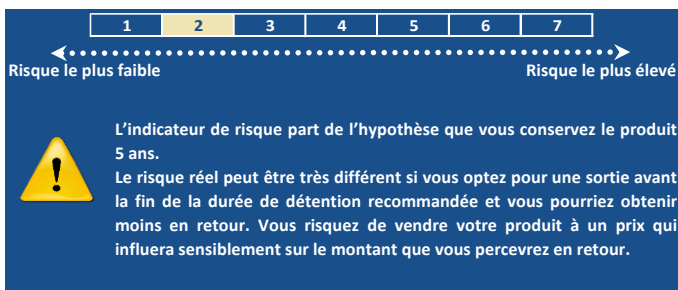 1 2 3 4 5 6 7
Risque le plus faible Risque le plus élevé
L’indicateur de risque part de l’hypothèse que vous conservez le produit
5 ans.
Le risque réel peut être très différent si vous optez pour une sortie avant
la fin de la durée de détention recommandée et vous pourriez obtenir
moins en retour. Vous risquez de vendre votre produit à un prix qui
influera sensiblement sur le montant que vous percevrez en retour.